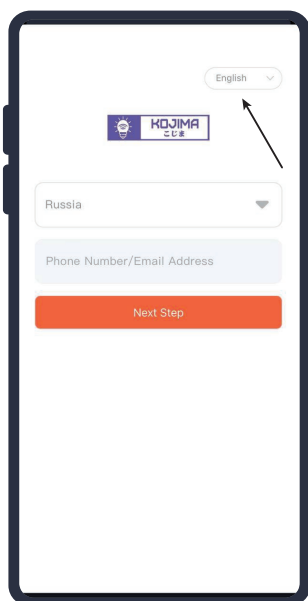 English
KOJIMA
こじま
Russia
Phone Number/Email Address
Next Step